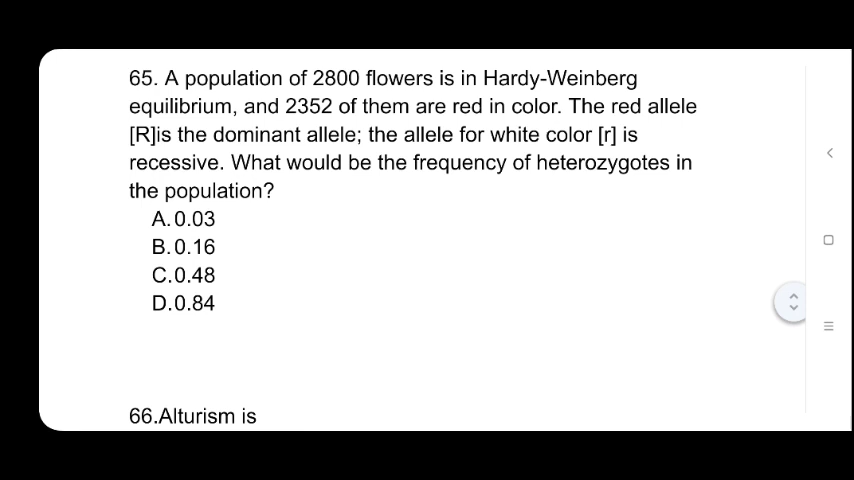 65. A population of 2800 flowers is in Hardy-Weinberg
equilibrium, and 2352 of them are red in color. The red allele
[R]is the dominant allele; the allele for white color [r] is
recessive. What would be the frequency of heterozygotes in
the population?
A.0.03
B.0.16
C.0.48
D.0.84
66.Alturism is